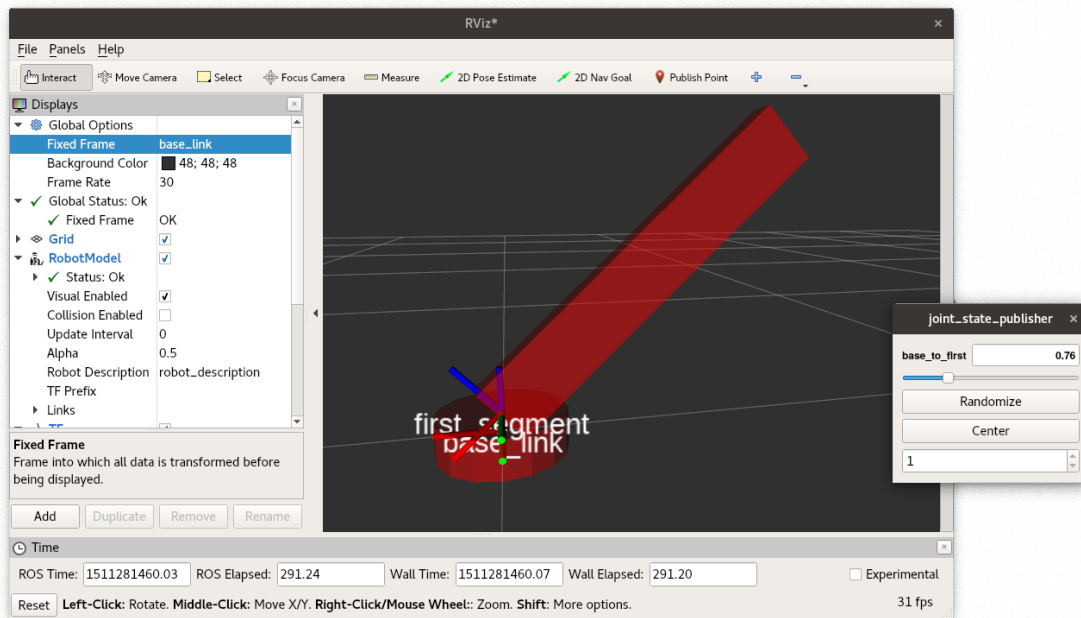 RViz*
File Panels Help
Interact Move Camera Select Focus Camera Measure 2D Pose Estimate 2D Nav Goal Publish Point
Displays
Global Options
Fixed Frame base_link
Background Color 48; 48; 48
Frame Rate 30
Global Status: Ok
Fixed Frame OK
Grid
RobotModel
Status: Ok
Visual Enabled
Collision Enabled
Update Interval 0
Alpha 0.5
Robot Description robot_description
TF Prefix
Links
TF
Fixed Frame
Frame into which all data is transformed before
being displayed.
Add Duplicate Remove Rename
first_segment
base_link
joint_state_publisher
base_to_first 0.76
Randomize
Center
1
Time
ROS Time: 1511281460.03 ROS Elapsed: 291.24 Wall Time: 1511281460.07 Wall Elapsed: 291.20 Experimental
Reset Left-Click: Rotate. Middle-Click: Move X/Y. Right-Click/Mouse Wheel:: Zoom. Shift: More options. 31 fps